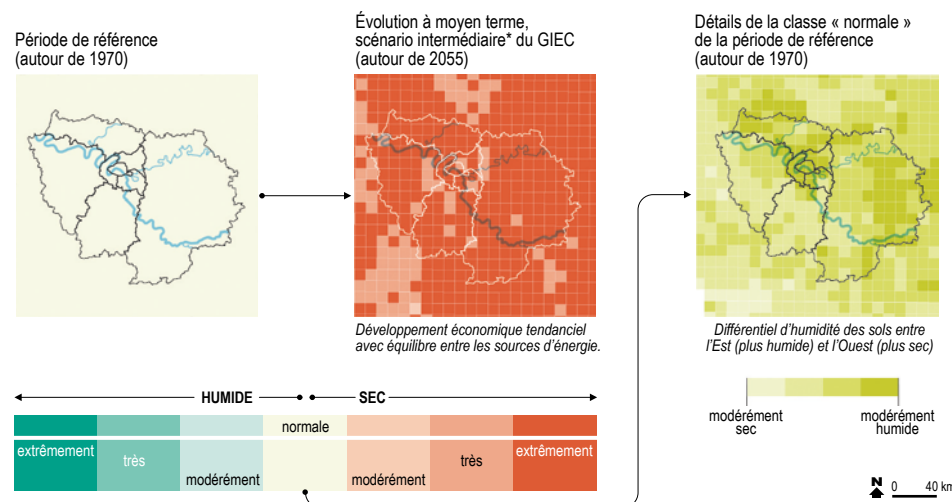 Période de référence
(autour de 1970)
Évolution à moyen terme,
scénario intermédiaire* du GIEC
(autour de 2055)
Détails de la classe « normale »
de la période de référence
(autour de 1970)
Développement économique tendanciel
avec équilibre entre les sources d’énergie.
Différentiel d’humidité des sols entre
l’Est (plus humide) et l’Ouest (plus sec)
HUMIDE
SEC
normale
extrêmement
très
modérément
modérément
très
extrêmement
modérément
sec
modérément
humide
N
0 40 km